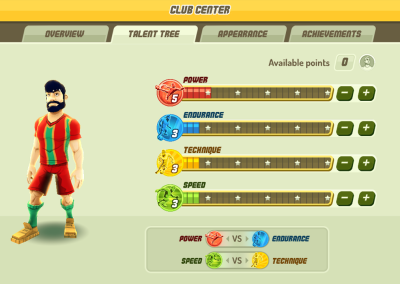 CLUB CENTER
OVERVIEW TALENT TREE APPEARANCE ACHIEVEMENTS
Available points 0
POWER
5
ENDURANCE
3
TECHNIQUE
3
SPEED
3
POWER VS ENDURANCE
SPEED VS TECHNIQUE